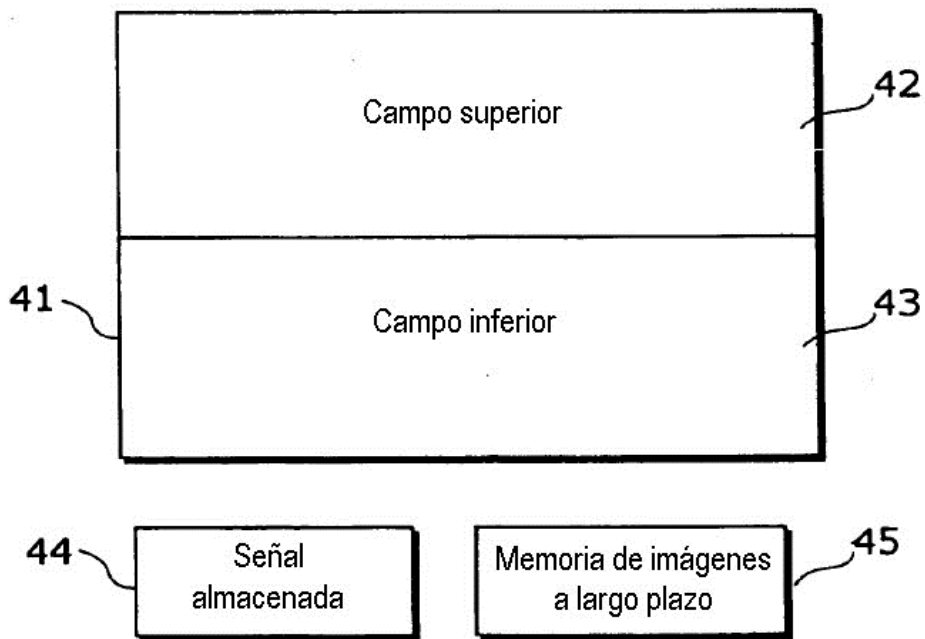 Campo superior
42
41
Campo inferior
43
44
Señal
almacenada
Memoria de imágenes
a largo plazo
45